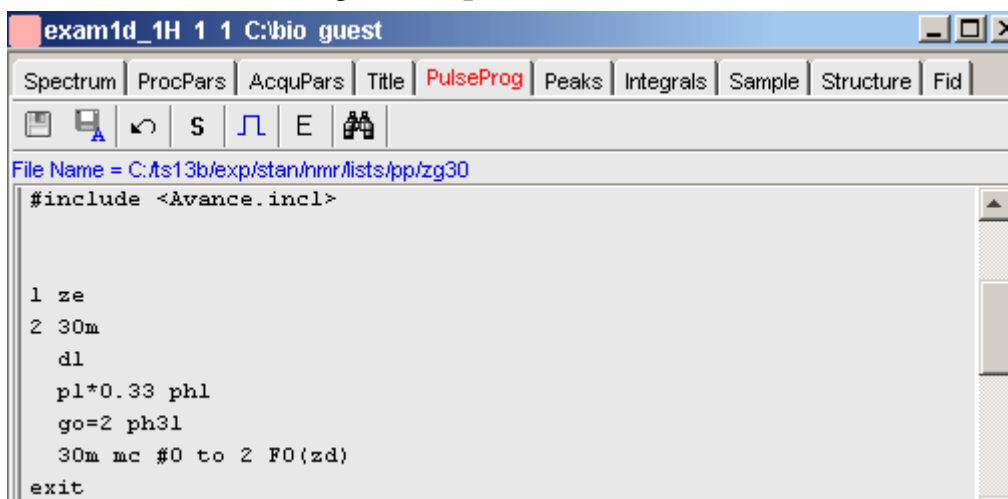 exam1d_1H 1 1 C:\bio guest
Spectrum ProcPars AcquPars Title PulseProg Peaks Integrals Sample Structure Fid
A S E
File Name = C:/ts13b/exp/stan/nmr/lists/pp/zg30
#include <Avance.incl>
1 ze
2 30m
d1
p1*0.33 ph1
go=2 ph31
30m mc #0 to 2 F0(zd)
exit